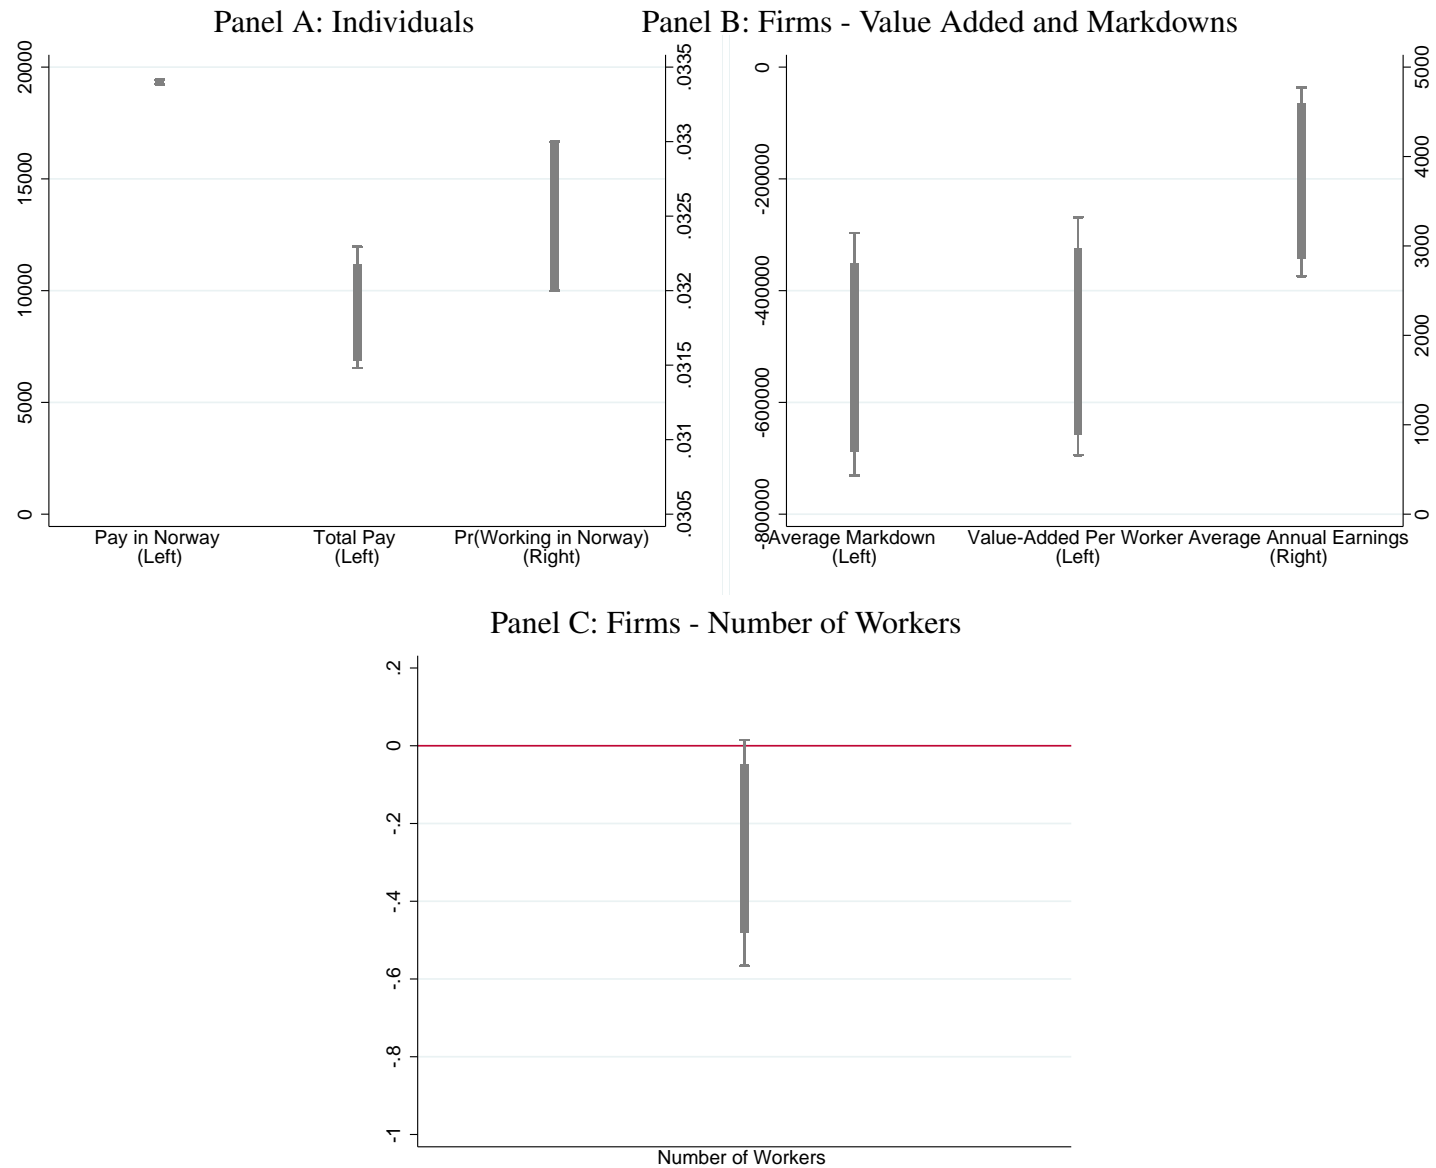 Panel A: Individuals
20000
15000
10000
5000
0
.0335
.033
.0325
.032
.0315
.031
.0305
Pay in Norway
(Left)
Total Pay
(Left)
Pr(Working in Norway)
(Right)
Panel B: Firms - Value Added and Markdowns
0
-200000
-400000
-600000
-800000
5000
4000
3000
2000
1000
0
Average Markdown
(Left)
Value-Added Per Worker
(Left)
Average Annual Earnings
(Right)
Panel C: Firms - Number of Workers
.2
0
-.2
-.4
-.6
-.8
-1
Number of Workers